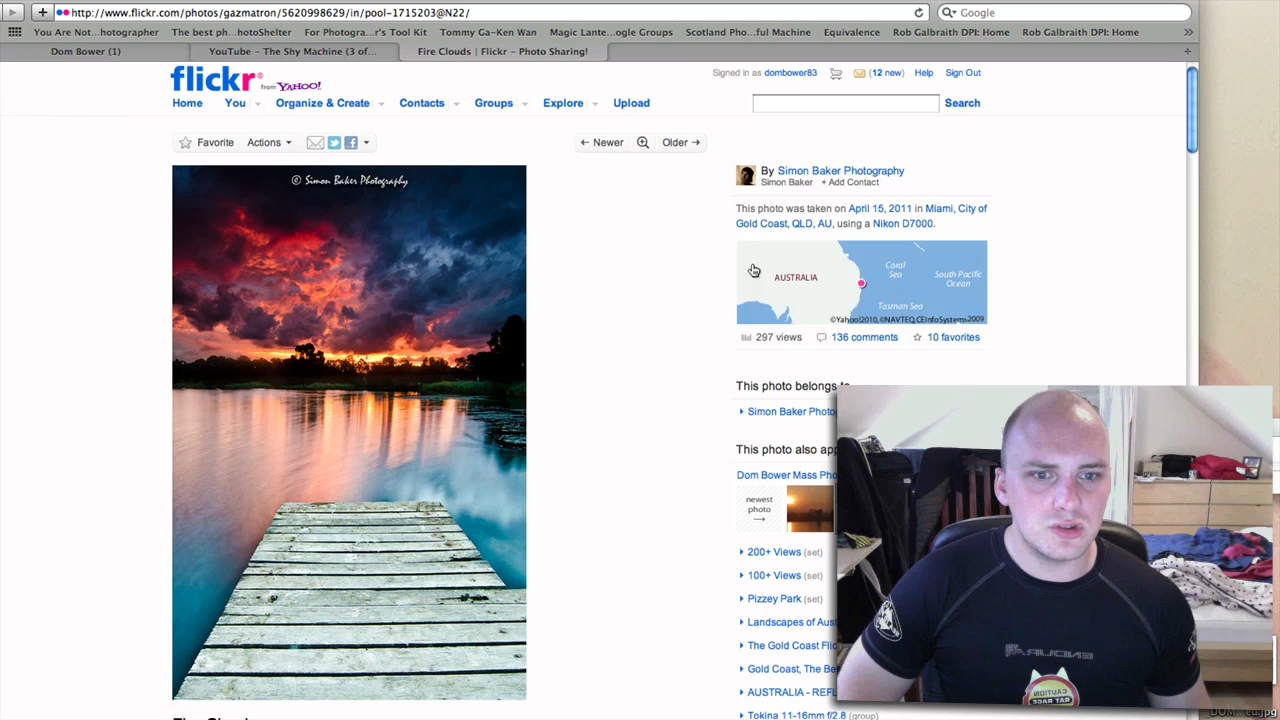 http://www.flickr.com/photos/gazmatron/5620998629/in/pool-1715203@N22/
Google
You Are Not...hotographer
The best ph...hotoShelter
For Photogra...r's Tool Kit
Tommy Ga-Ken Wan
Magic Lante...ogle Groups
Scotland Pho...ful Machine
Equivalence
Rob Galbraith DPI: Home
Rob Galbraith DPI: Home
Dom Bower (1)
YouTube - The Shy Machine (3 of...
Fire Clouds | Flickr - Photo Sharing!
flickr from YAHOO!
Signed in as dombower83
(12 new)
Help
Sign Out
Home
You
Organize & Create
Contacts
Groups
Explore
Upload
Search
Favorite
Actions
← Newer
Older →
© Simon Baker Photography
By Simon Baker Photography
Simon Baker + Add Contact
This photo was taken on April 15, 2011 in Miami, City of
Gold Coast, QLD, AU, using a Nikon D7000.
AUSTRALIA
Coral
Sea
South Pacific
Ocean
Tasman Sea
©Yahoo!2010, ©NAVTEQ, CEInfoSystems2009
297 views
136 comments
10 favorites
This photo belongs to
Simon Baker Photo
This photo also app
Dom Bower Mass Pho
newest
photo
→
200+ Views (set)
100+ Views (set)
Pizzey Park (set)
Landscapes of Aust
The Gold Coast Flic
Gold Coast, The Be
AUSTRALIA - REFL
Tokina 11-16mm f/2.8 (group)
CAUTION
RAT RACE